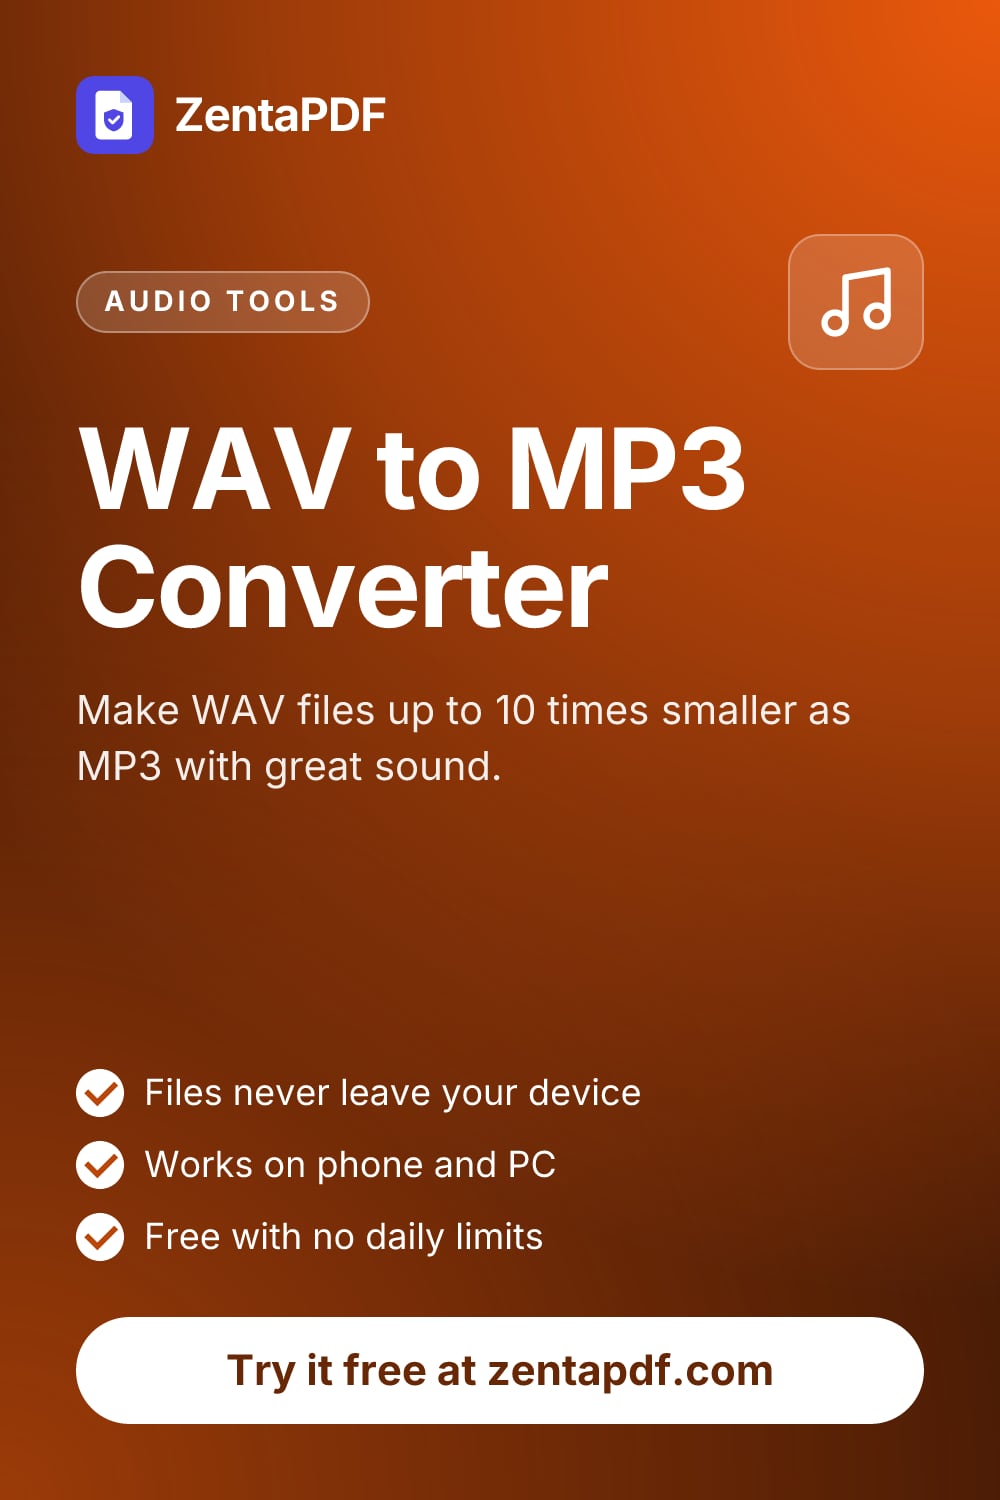 ZentaPDF
AUDIO TOOLS
WAV to MP3
Converter
Make WAV files up to 10 times smaller as
MP3 with great sound.
Files never leave your device
Works on phone and PC
Free with no daily limits
Try it free at zentapdf.com